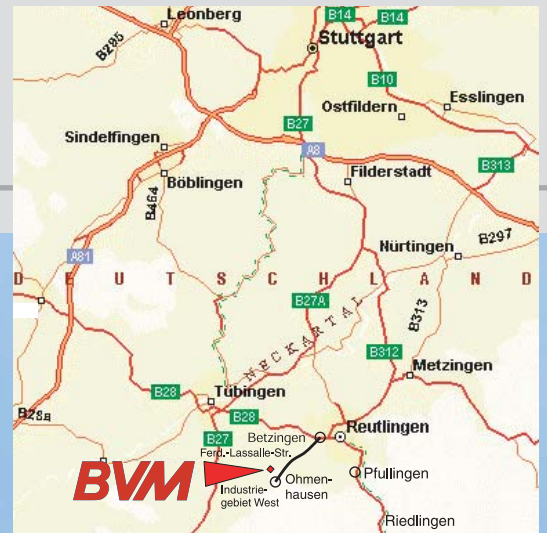 Leonberg
B14
B14
B295
Stuttgart
B10
Esslingen
Ostfildern
B27
Sindelfingen
A8
B313
Filderstadt
Böblingen
B464
B297
Nürtingen
A81
DEUTSCHLAND
B27A
NECKARTAL
B313
B312
Metzingen
B28
Tübingen
B28a
B28
Reutlingen
Betzingen
B27
Ferd.-Lassalle-Str.
BVM
Pfullingen
Industrie-
gebiet West
Ohmen-
hausen
Riedlingen